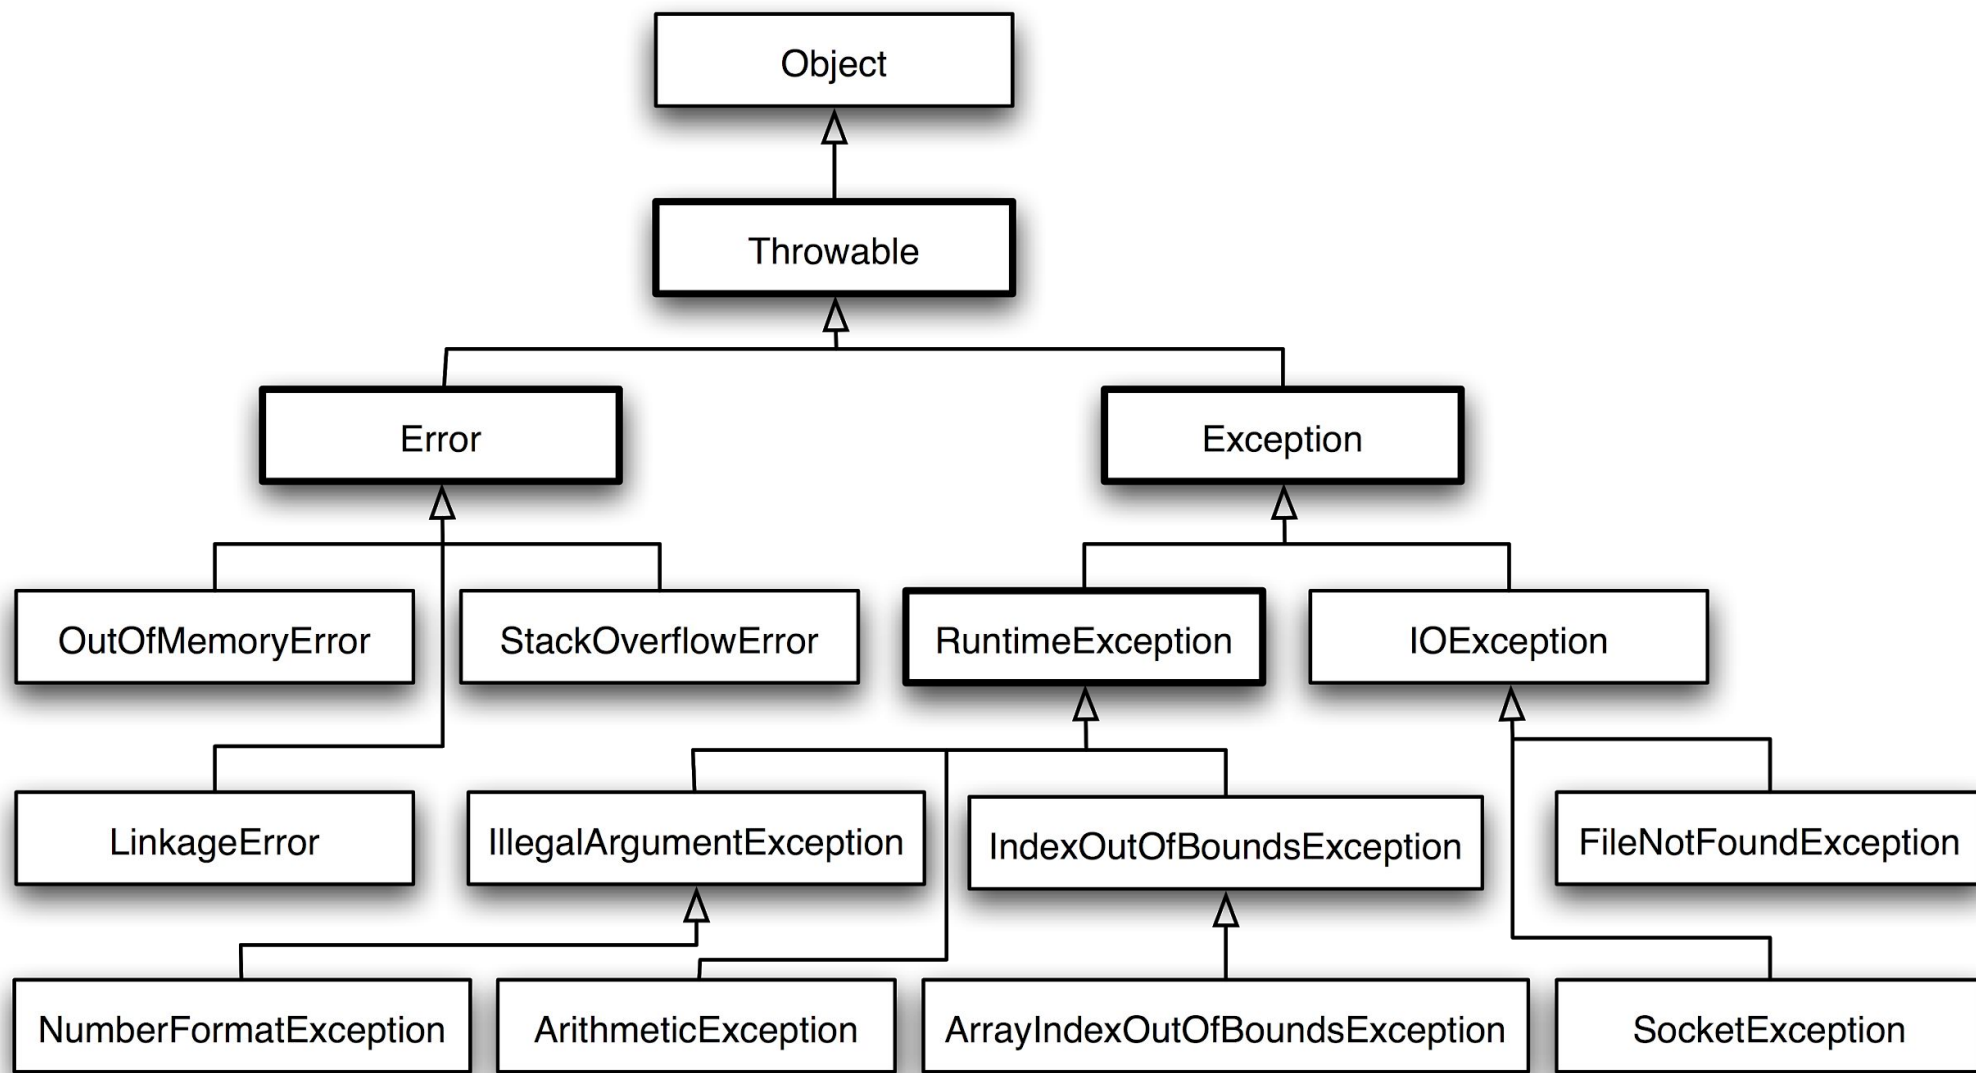 Object
Throwable
Error
Exception
OutOfMemoryError
StackOverflowError
RuntimeException
IOException
LinkageError
IllegalArgumentException
IndexOutOfBoundsException
FileNotFoundException
NumberFormatException
ArithmeticException
ArrayIndexOutOfBoundsException
SocketException